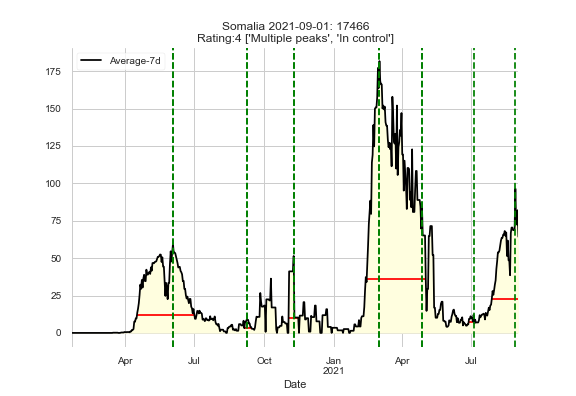 Somalia 2021-09-01: 17466
Rating:4 ['Multiple peaks', 'In control']
Average-7d
175
150
125
100
75
50
25
0
Apr Jul Oct Jan Apr Jul
2021
Date